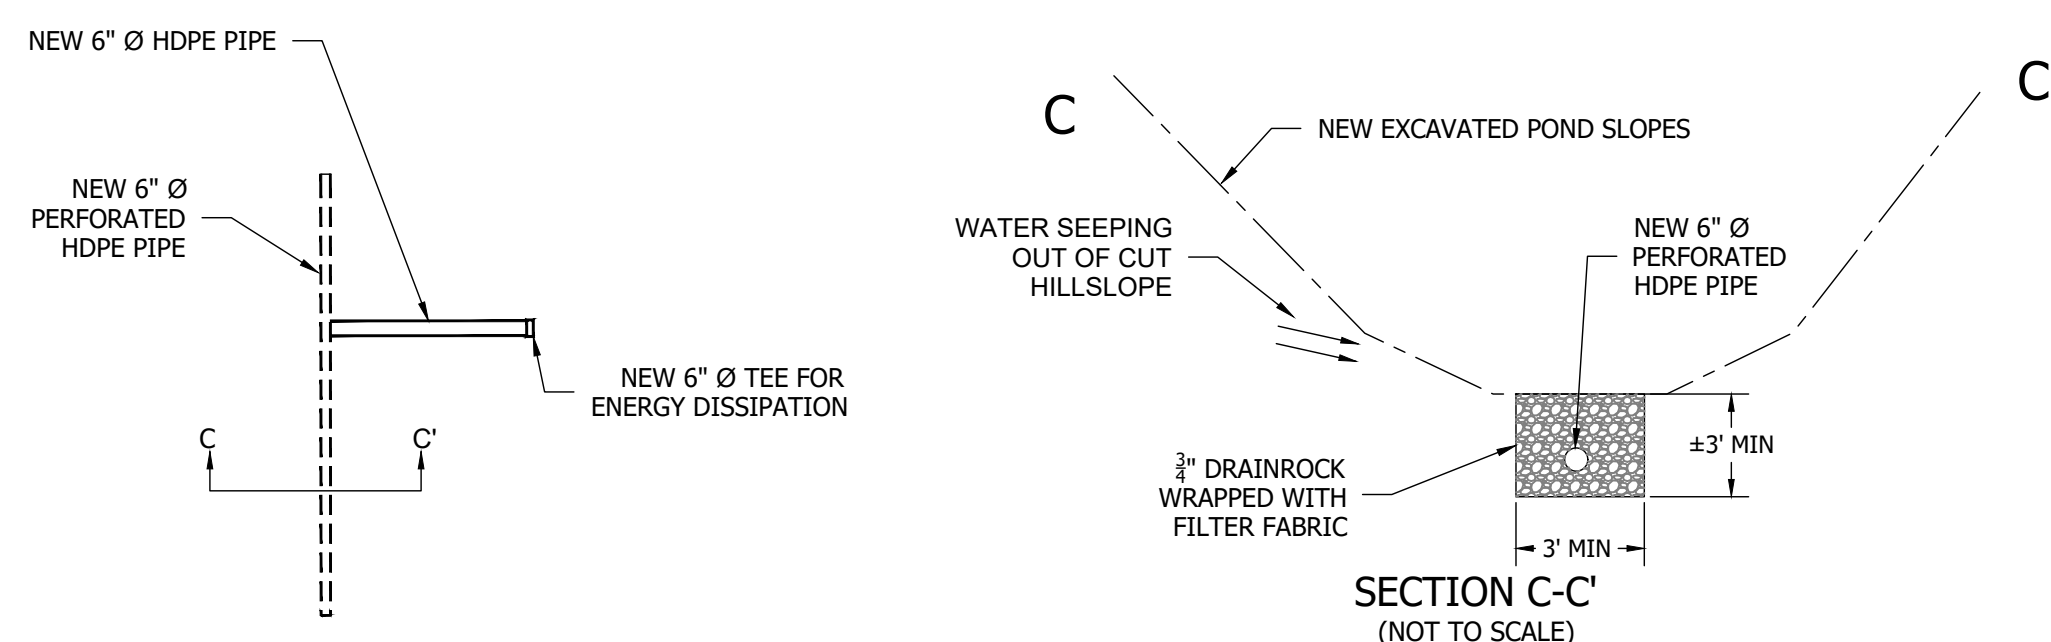 NEW 6" Ø HDPE PIPE
NEW 6" Ø
PERFORATED
HDPE PIPE
NEW 6" Ø TEE FOR
ENERGY DISSIPATION
C
C'
C
C
NEW EXCAVATED POND SLOPES
WATER SEEPING
OUT OF CUT
HILLSLOPE
NEW 6" Ø
PERFORATED
HDPE PIPE
±3' MIN
3/4" DRAINROCK
WRAPPED WITH
FILTER FABRIC
3' MIN
SECTION C-C'
(NOT TO SCALE)